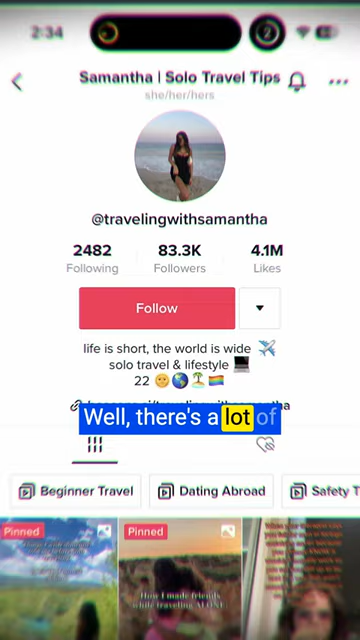 2:34
2
Samantha | Solo Travel Tips
she/her/hers
@travelingwithsamantha
2482 83.3K 4.1M
Following Followers Likes
Follow
life is short, the world is wide ✈️
solo travel & lifestyle 💻
22 🌞🌎🏝️🏳️‍🌈
Well, there's a lot of
Beginner Travel Dating Abroad Safety T
Pinned Pinned
How I made friends
while traveling ALONE